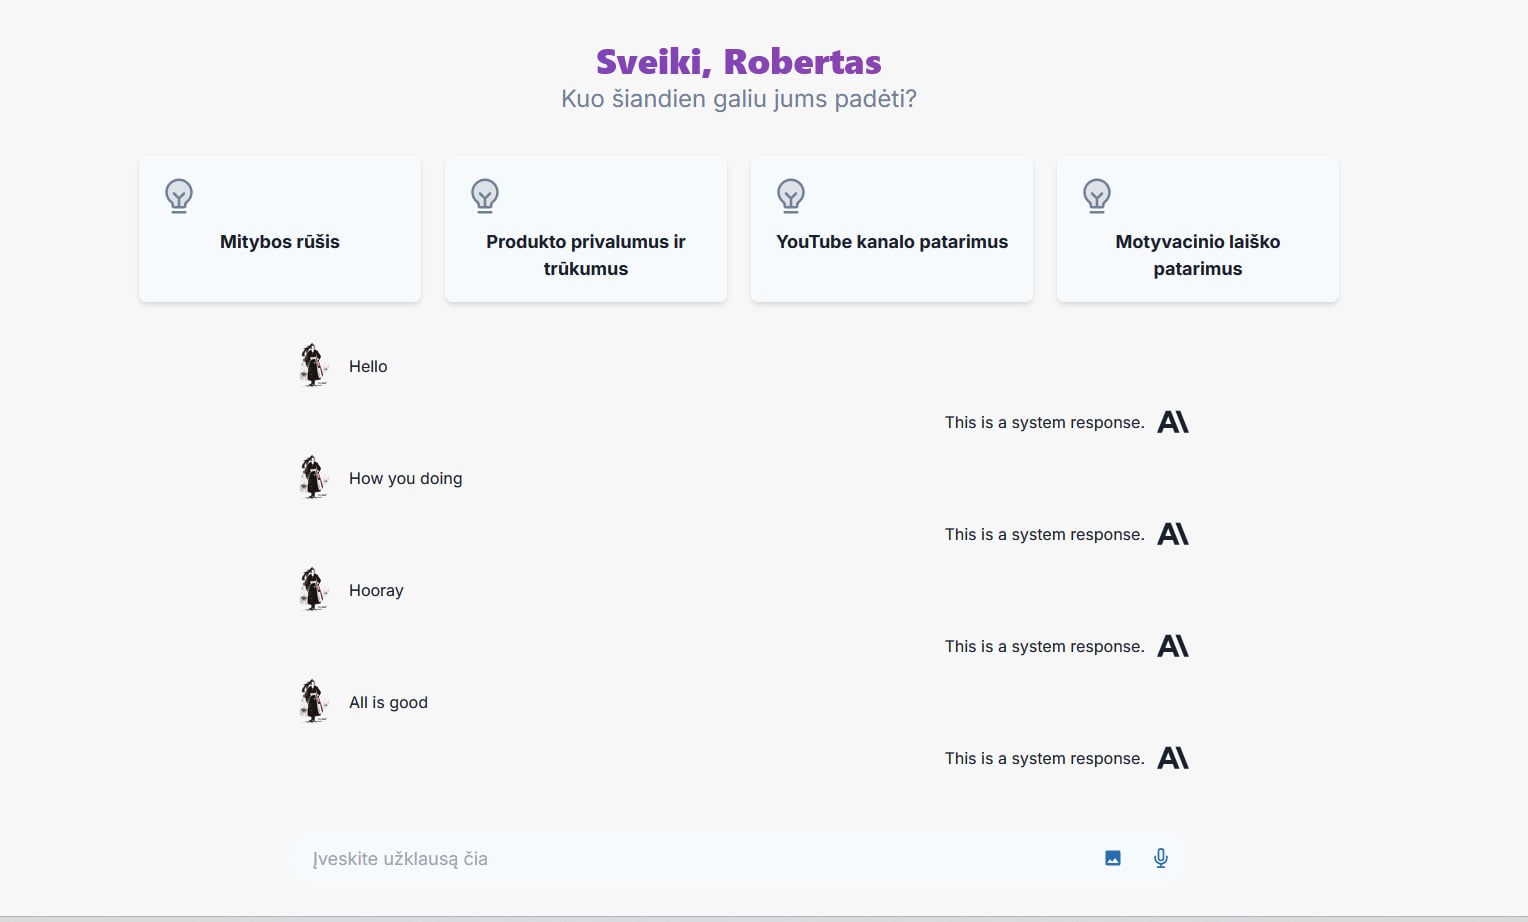 Sveiki, Robertas
Kuo šiandien galiu jums padėti?
Mitybos rūšis
Produkto privalumus ir
trūkumus
YouTube kanalo patarimus
Motyvacinio laiško
patarimus
Hello
This is a system response.
How you doing
This is a system response.
Hooray
This is a system response.
All is good
This is a system response.
Įveskite užklausą čia